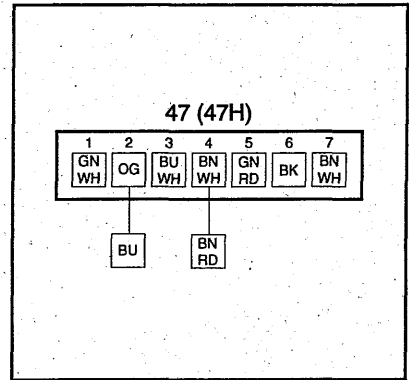 47 (47H)
1 2 3 4 5 6 7
GN OG BU BN GN BK BN
WH WH WH RD WH
BU BN
RD